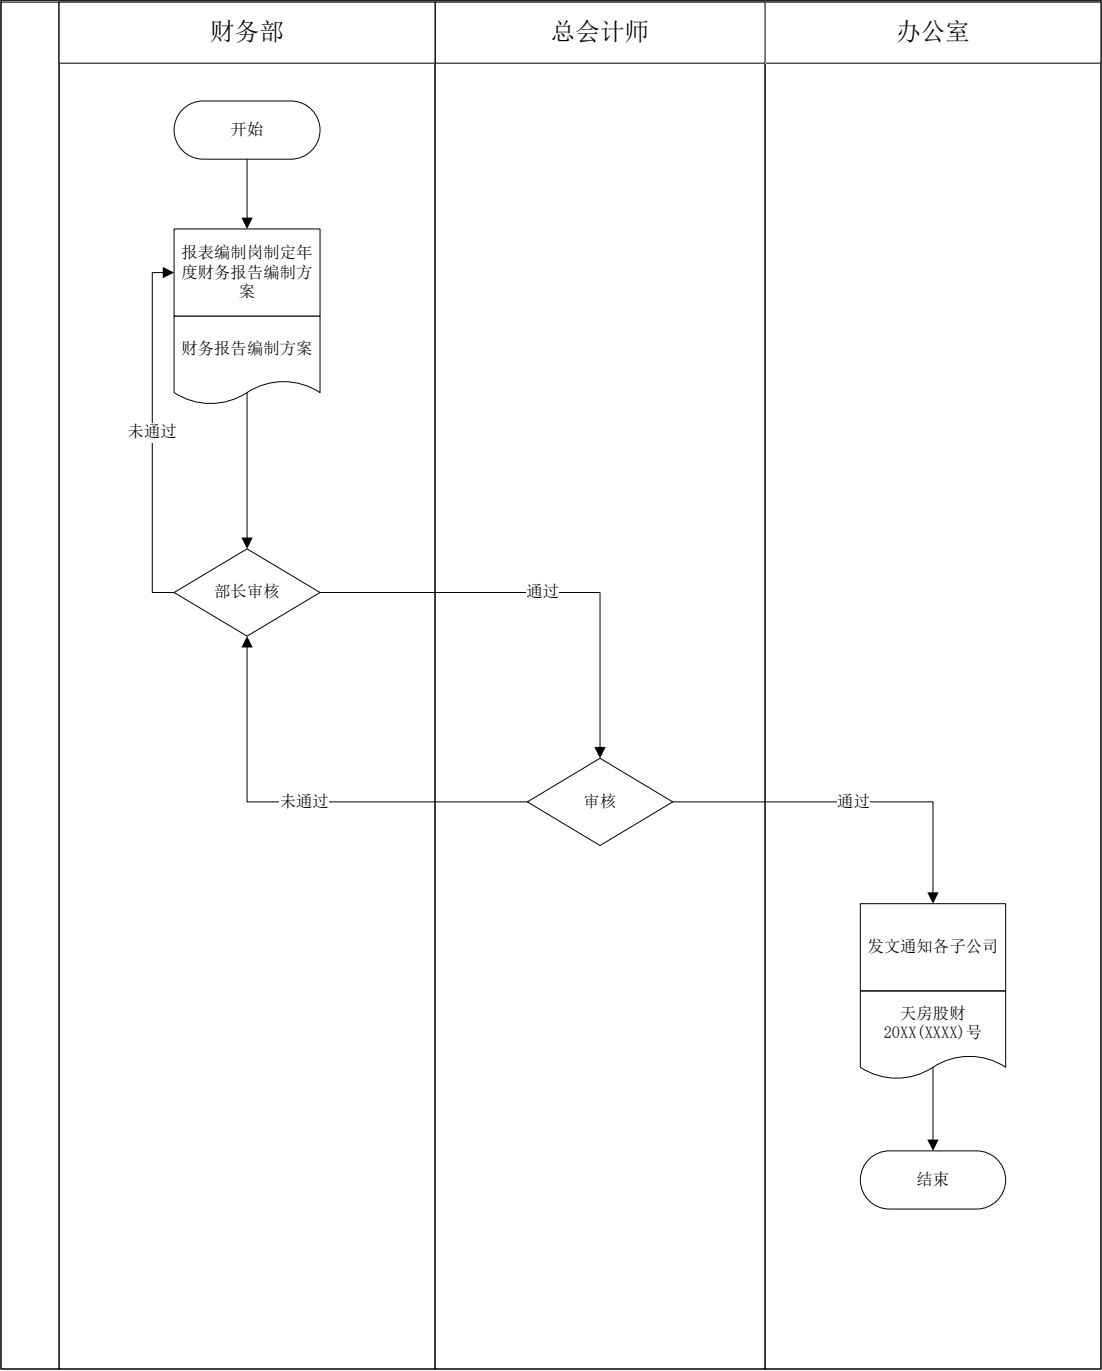 财务部
总会计师
办公室
开始
报表编制岗制定年
度财务报告编制方
案
财务报告编制方案
未通过
部长审核
通过
未通过
审核
通过
发文通知各子公司
天房股财
20XX(XXXX)号
结束